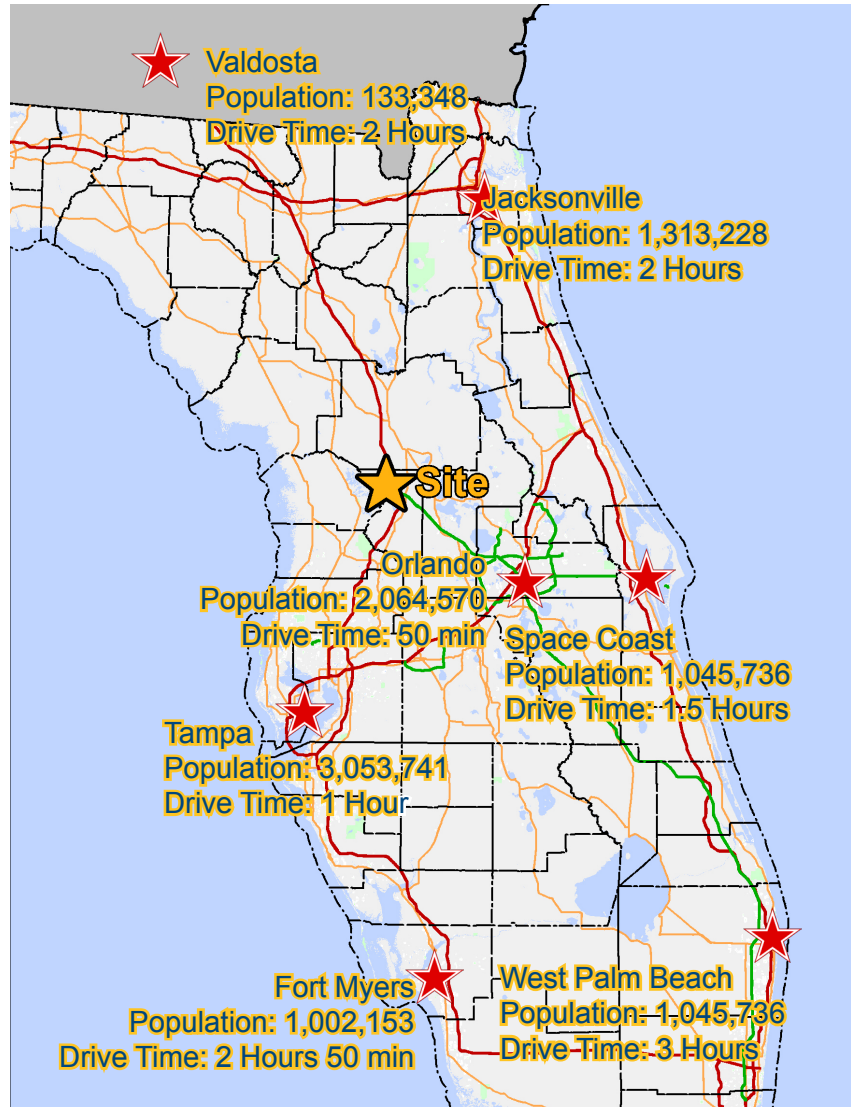 Valdosta
Population: 133,348
Drive Time: 2 Hours
Jacksonville
Population: 1,313,228
Drive Time: 2 Hours
Site
Orlando
Population: 2,064,570
Drive Time: 50 min
Space Coast
Population: 1,045,736
Drive Time: 1.5 Hours
Tampa
Population: 3,053,741
Drive Time: 1 Hour
Fort Myers
Population: 1,002,153
Drive Time: 2 Hours 50 min
West Palm Beach
Population: 1,045,736
Drive Time: 3 Hours